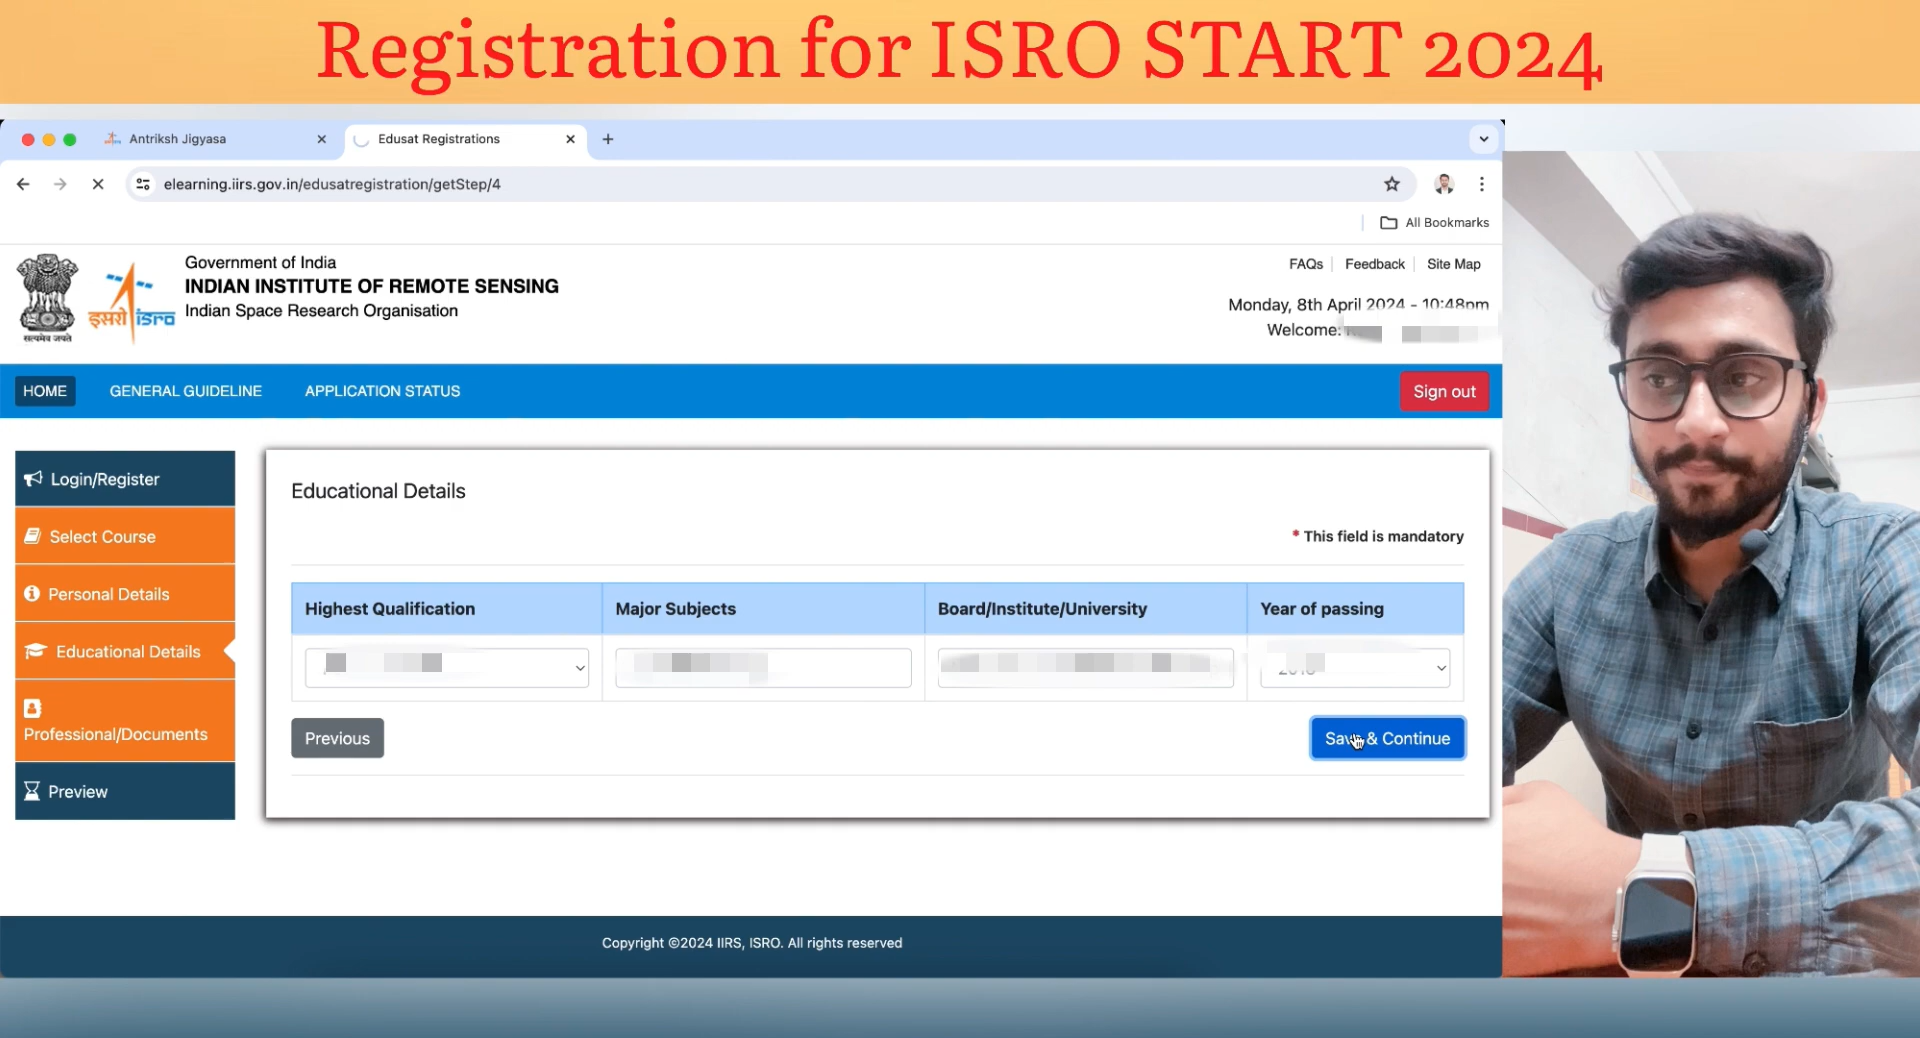 Registration for ISRO START 2024
Antriksh Jigyasa
Edusat Registrations
elearning.iirs.gov.in/edusatregistration/getStep/4
All Bookmarks
सत्यमेव जयते
इसरो isro
Government of India
INDIAN INSTITUTE OF REMOTE SENSING
Indian Space Research Organisation
FAQs Feedback Site Map
Monday, 8th April 2024 - 10:48pm
Welcome:
HOME GENERAL GUIDELINE APPLICATION STATUS Sign out
Login/Register
Select Course
Personal Details
Educational Details
Professional/Documents
Preview
Educational Details
* This field is mandatory
Highest Qualification Major Subjects Board/Institute/University Year of passing
Previous Save & Continue
Copyright ©2024 IIRS, ISRO. All rights reserved